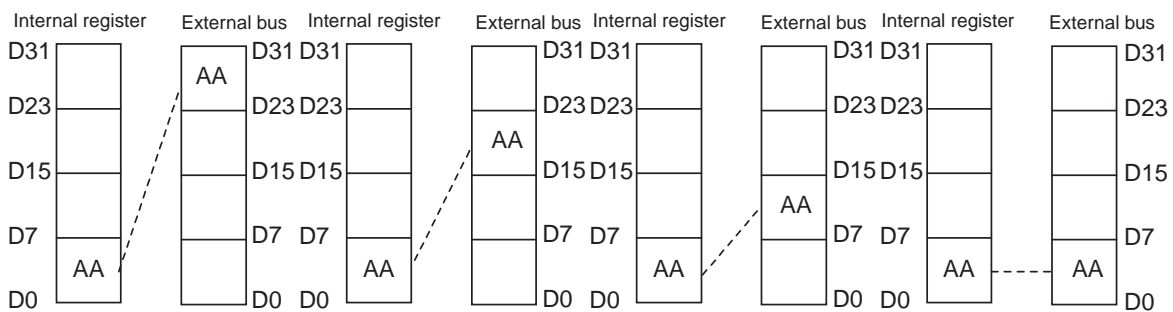 Internal register External bus Internal register External bus Internal register External bus Internal register External bus
D31 D31 D31 D31 D31 D31 D31 D31
AA
D23 D23 D23 D23 D23 D23 D23 D23
AA
D15 D15 D15 D15 D15 D15 D15 D15
AA
D7 D7 D7 D7 D7 D7 D7 D7
AA AA AA AA AA
D0 D0 D0 D0 D0 D0 D0 D0